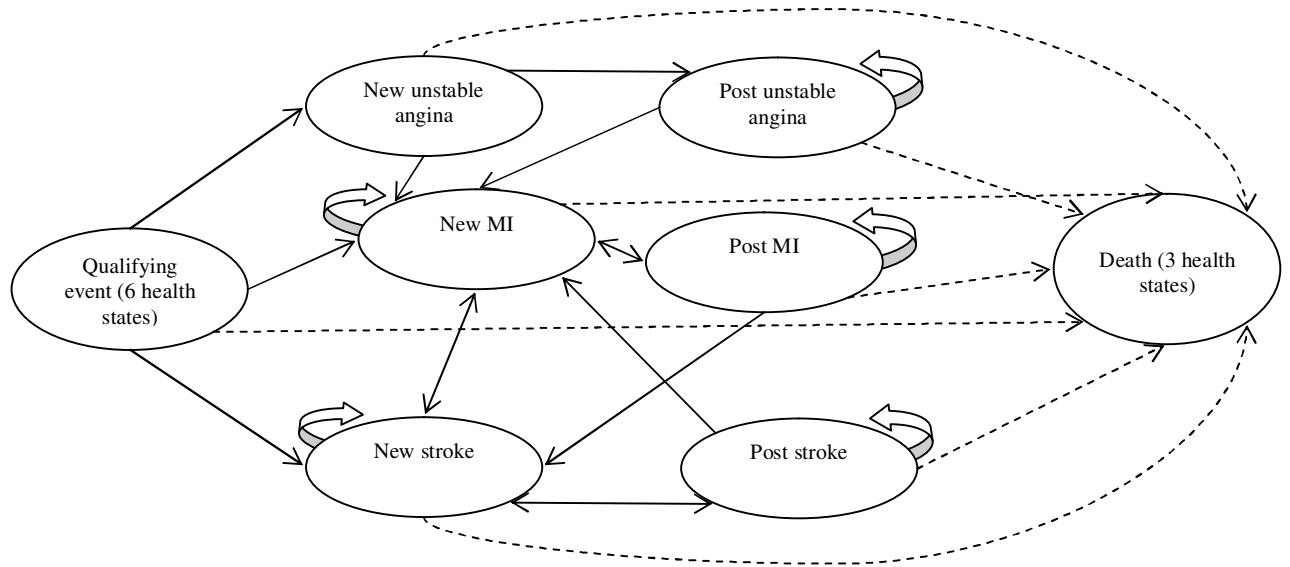 New unstable
angina
Post unstable
angina
New MI
Post MI
Qualifying
event (6 health
states)
Death (3 health
states)
New stroke
Post stroke